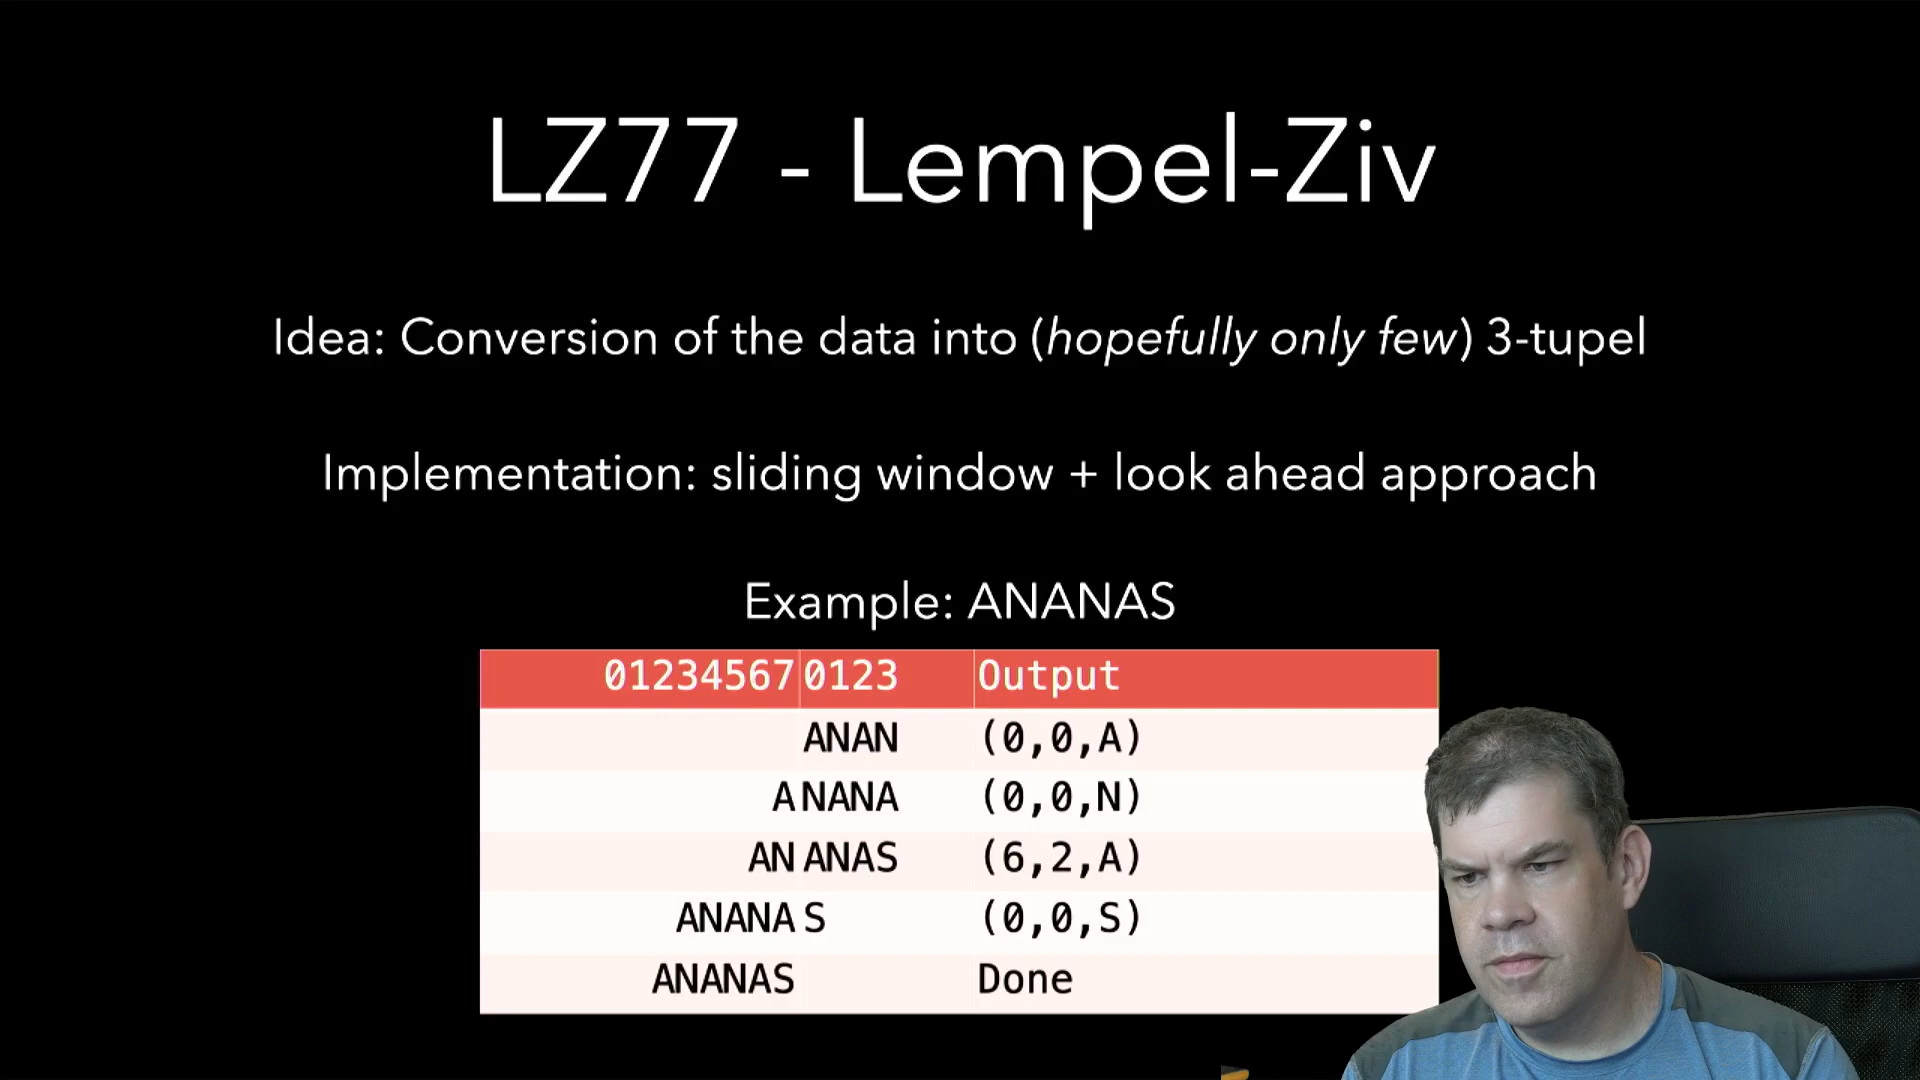 LZ77 - Lempel-Ziv
Idea: Conversion of the data into (hopefully only few) 3-tupel
Implementation: sliding window + look ahead approach
Example: ANANAS
01234567 0123 Output
ANAN (0,0,A)
A NANA (0,0,N)
AN ANAS (6,2,A)
ANANA S (0,0,S)
ANANAS Done